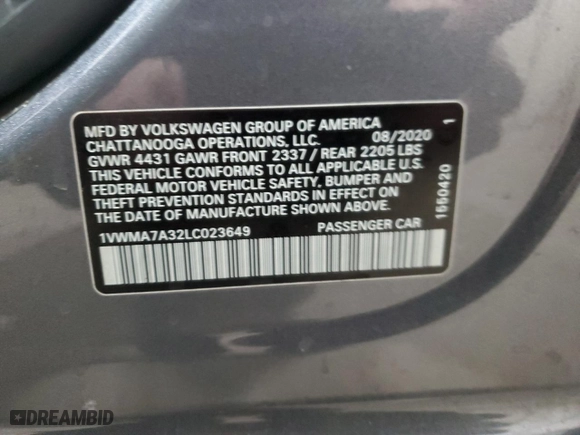 MFD BY VOLKSWAGEN GROUP OF AMERICA
CHATTANOOGA OPERATIONS, LLC. 08/2020
GVWR 4431 GAWR FRONT 2337 / REAR 2205 LBS
THIS VEHICLE CONFORMS TO ALL APPLICABLE U.S.
FEDERAL MOTOR VEHICLE SAFETY, BUMPER AND
THEFT PREVENTION STANDARDS IN EFFECT ON
THE DATE OF MANUFACTURE SHOWN ABOVE.
1VWMA7A32LC023649 PASSENGER CAR
1550420 1
DREAMBID